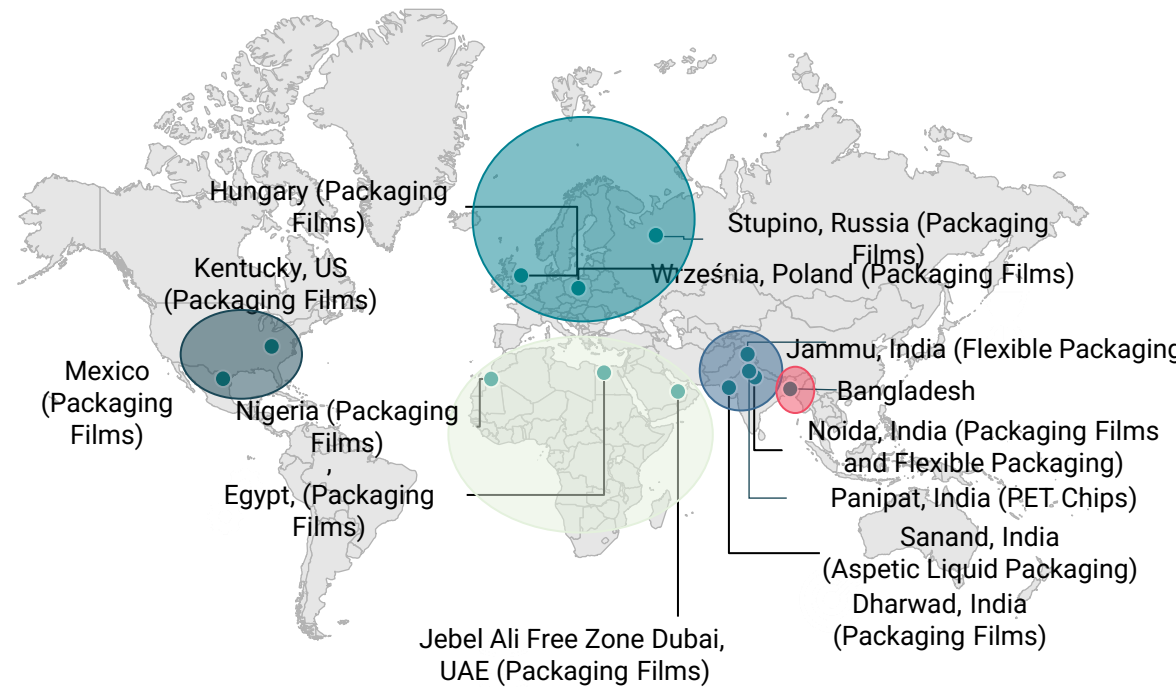 Hungary (Packaging
Films)
Stupino, Russia (Packaging
Films)
Kentucky, US
(Packaging Films)
Września, Poland (Packaging Films)
Jammu, India (Flexible Packaging
Mexico
(Packaging
Films)
Bangladesh
Nigeria (Packaging
Films)
,
Egypt, (Packaging
Films)
Noida, India (Packaging Films
and Flexible Packaging)
Panipat, India (PET Chips)
Sanand, India
(Aspetic Liquid Packaging)
Dharwad, India
(Packaging Films)
Jebel Ali Free Zone Dubai,
UAE (Packaging Films)